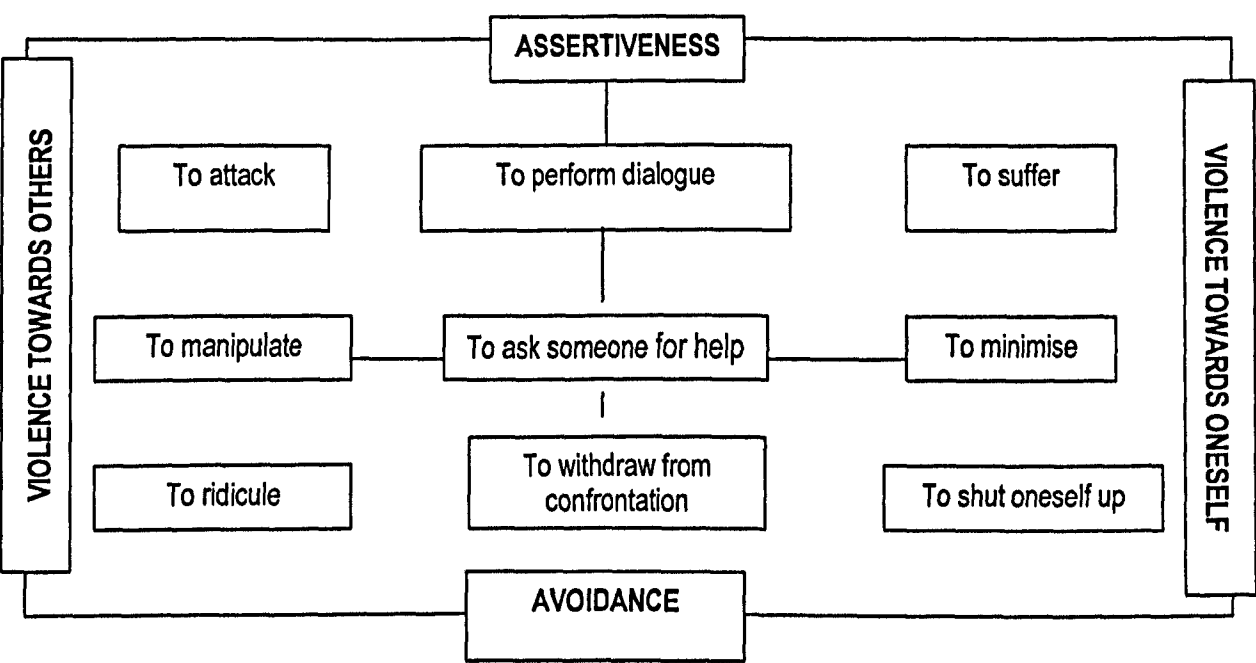 ASSERTIVENESS
VIOLENCE TOWARDS OTHERS
VIOLENCE TOWARDS ONESELF
To attack
To perform dialogue
To suffer
To manipulate
To ask someone for help
To minimise
To ridicule
To withdraw from
confrontation
To shut oneself up
AVOIDANCE